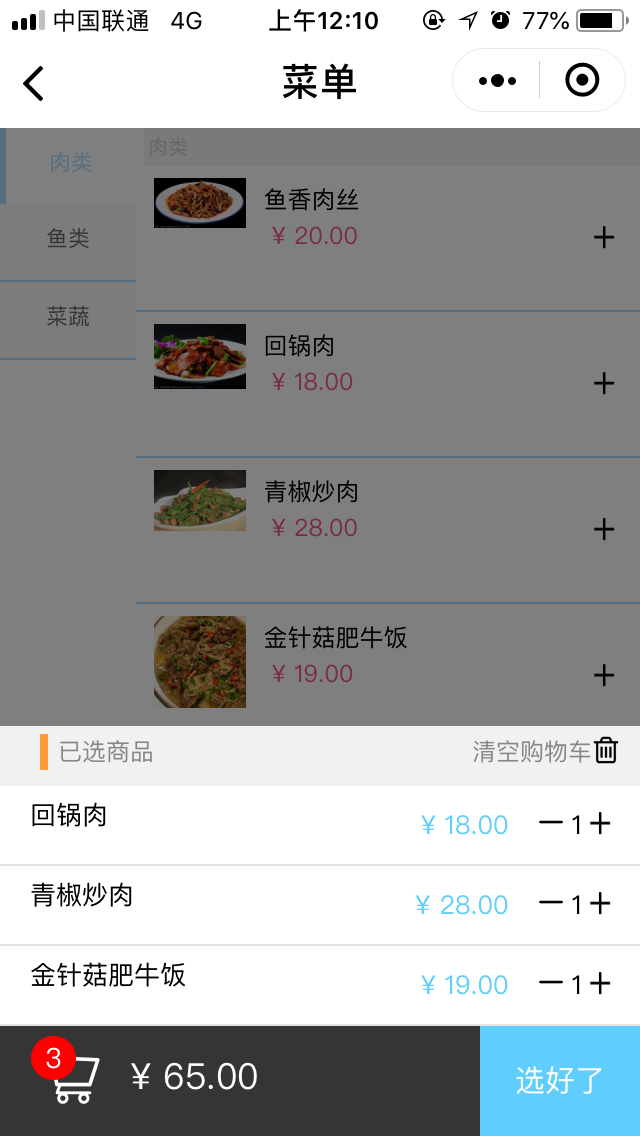 中国联通 4G 上午12:10 77%
菜单
肉类
鱼类
菜蔬
肉类
鱼香肉丝
¥ 20.00
回锅肉
¥ 18.00
青椒炒肉
¥ 28.00
金针菇肥牛饭
¥ 19.00
已选商品 清空购物车
回锅肉 ¥ 18.00 — 1 +
青椒炒肉 ¥ 28.00 — 1 +
金针菇肥牛饭 ¥ 19.00 — 1 +
3 ¥ 65.00 选好了